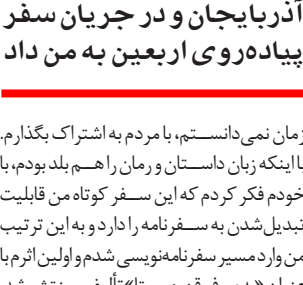 آذربایجان و در جریان سفر
پیاده‌روی اربعین به من داد
زمان نمی‌دانستم، با مردم به اشتراک بگذارم.
با اینکه زبان داستان و رمان را هم بلد بودم، با
خودم فکر کردم که این سفر کوتاه من قابلیت
تبدیل‌شدن به سفرنامه را دارد و به این ترتیب
من وارد مسیر سفرنامه‌نویسی شدم و اولین اثرم با